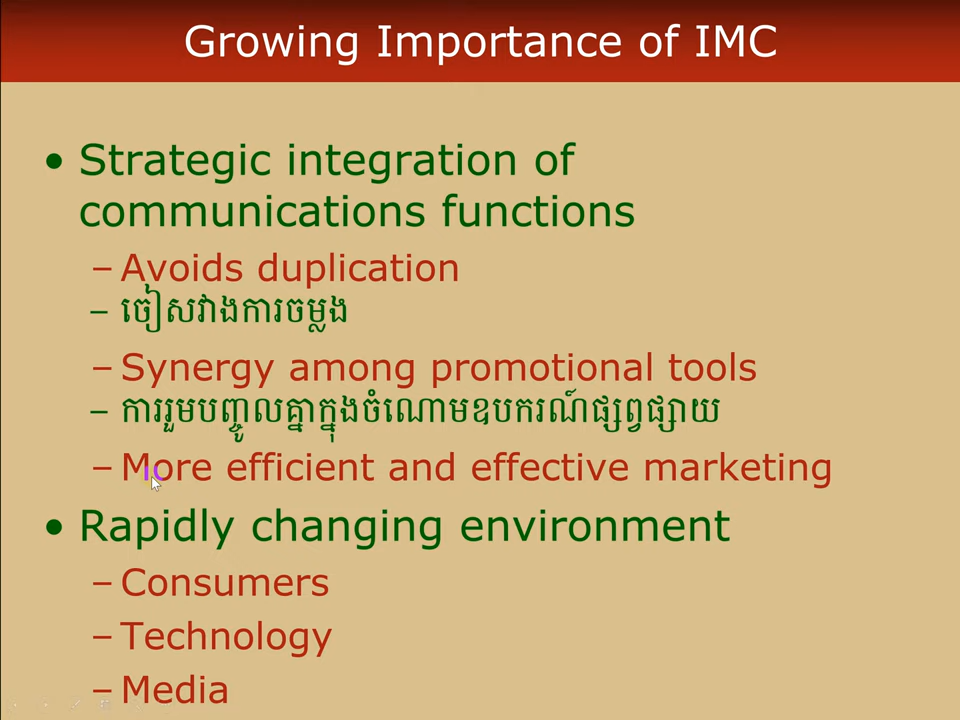 Growing Importance of IMC
• Strategic integration of
communications functions
– Avoids duplication
– ចៀសវាងការចម្លង
– Synergy among promotional tools
– ការរួមបញ្ចូលគ្នាក្នុងចំណោមឧបករណ៍ផ្សព្វផ្សាយ
– More efficient and effective marketing
• Rapidly changing environment
– Consumers
– Technology
– Media